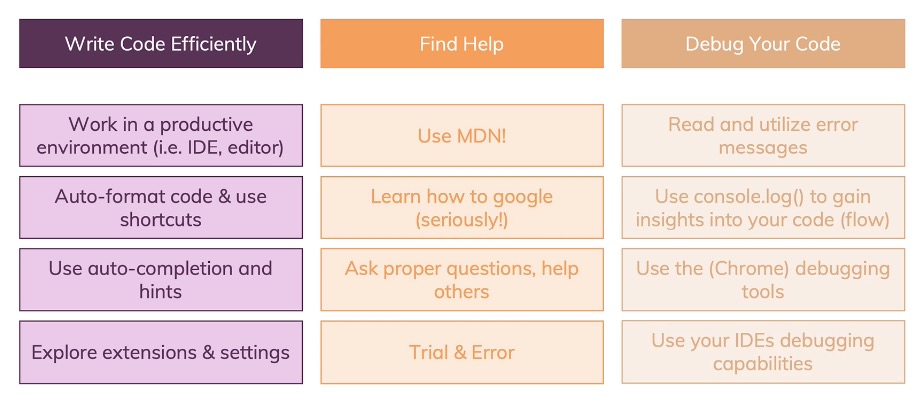 Write Code Efficiently
Find Help
Debug Your Code
Work in a productive
environment (i.e. IDE, editor)
Use MDN!
Read and utilize error
messages
Auto-format code & use
shortcuts
Learn how to google
(seriously!)
Use console.log() to gain
insights into your code (flow)
Use auto-completion and
hints
Ask proper questions, help
others
Use the (Chrome) debugging
tools
Explore extensions & settings
Trial & Error
Use your IDEs debugging
capabilities